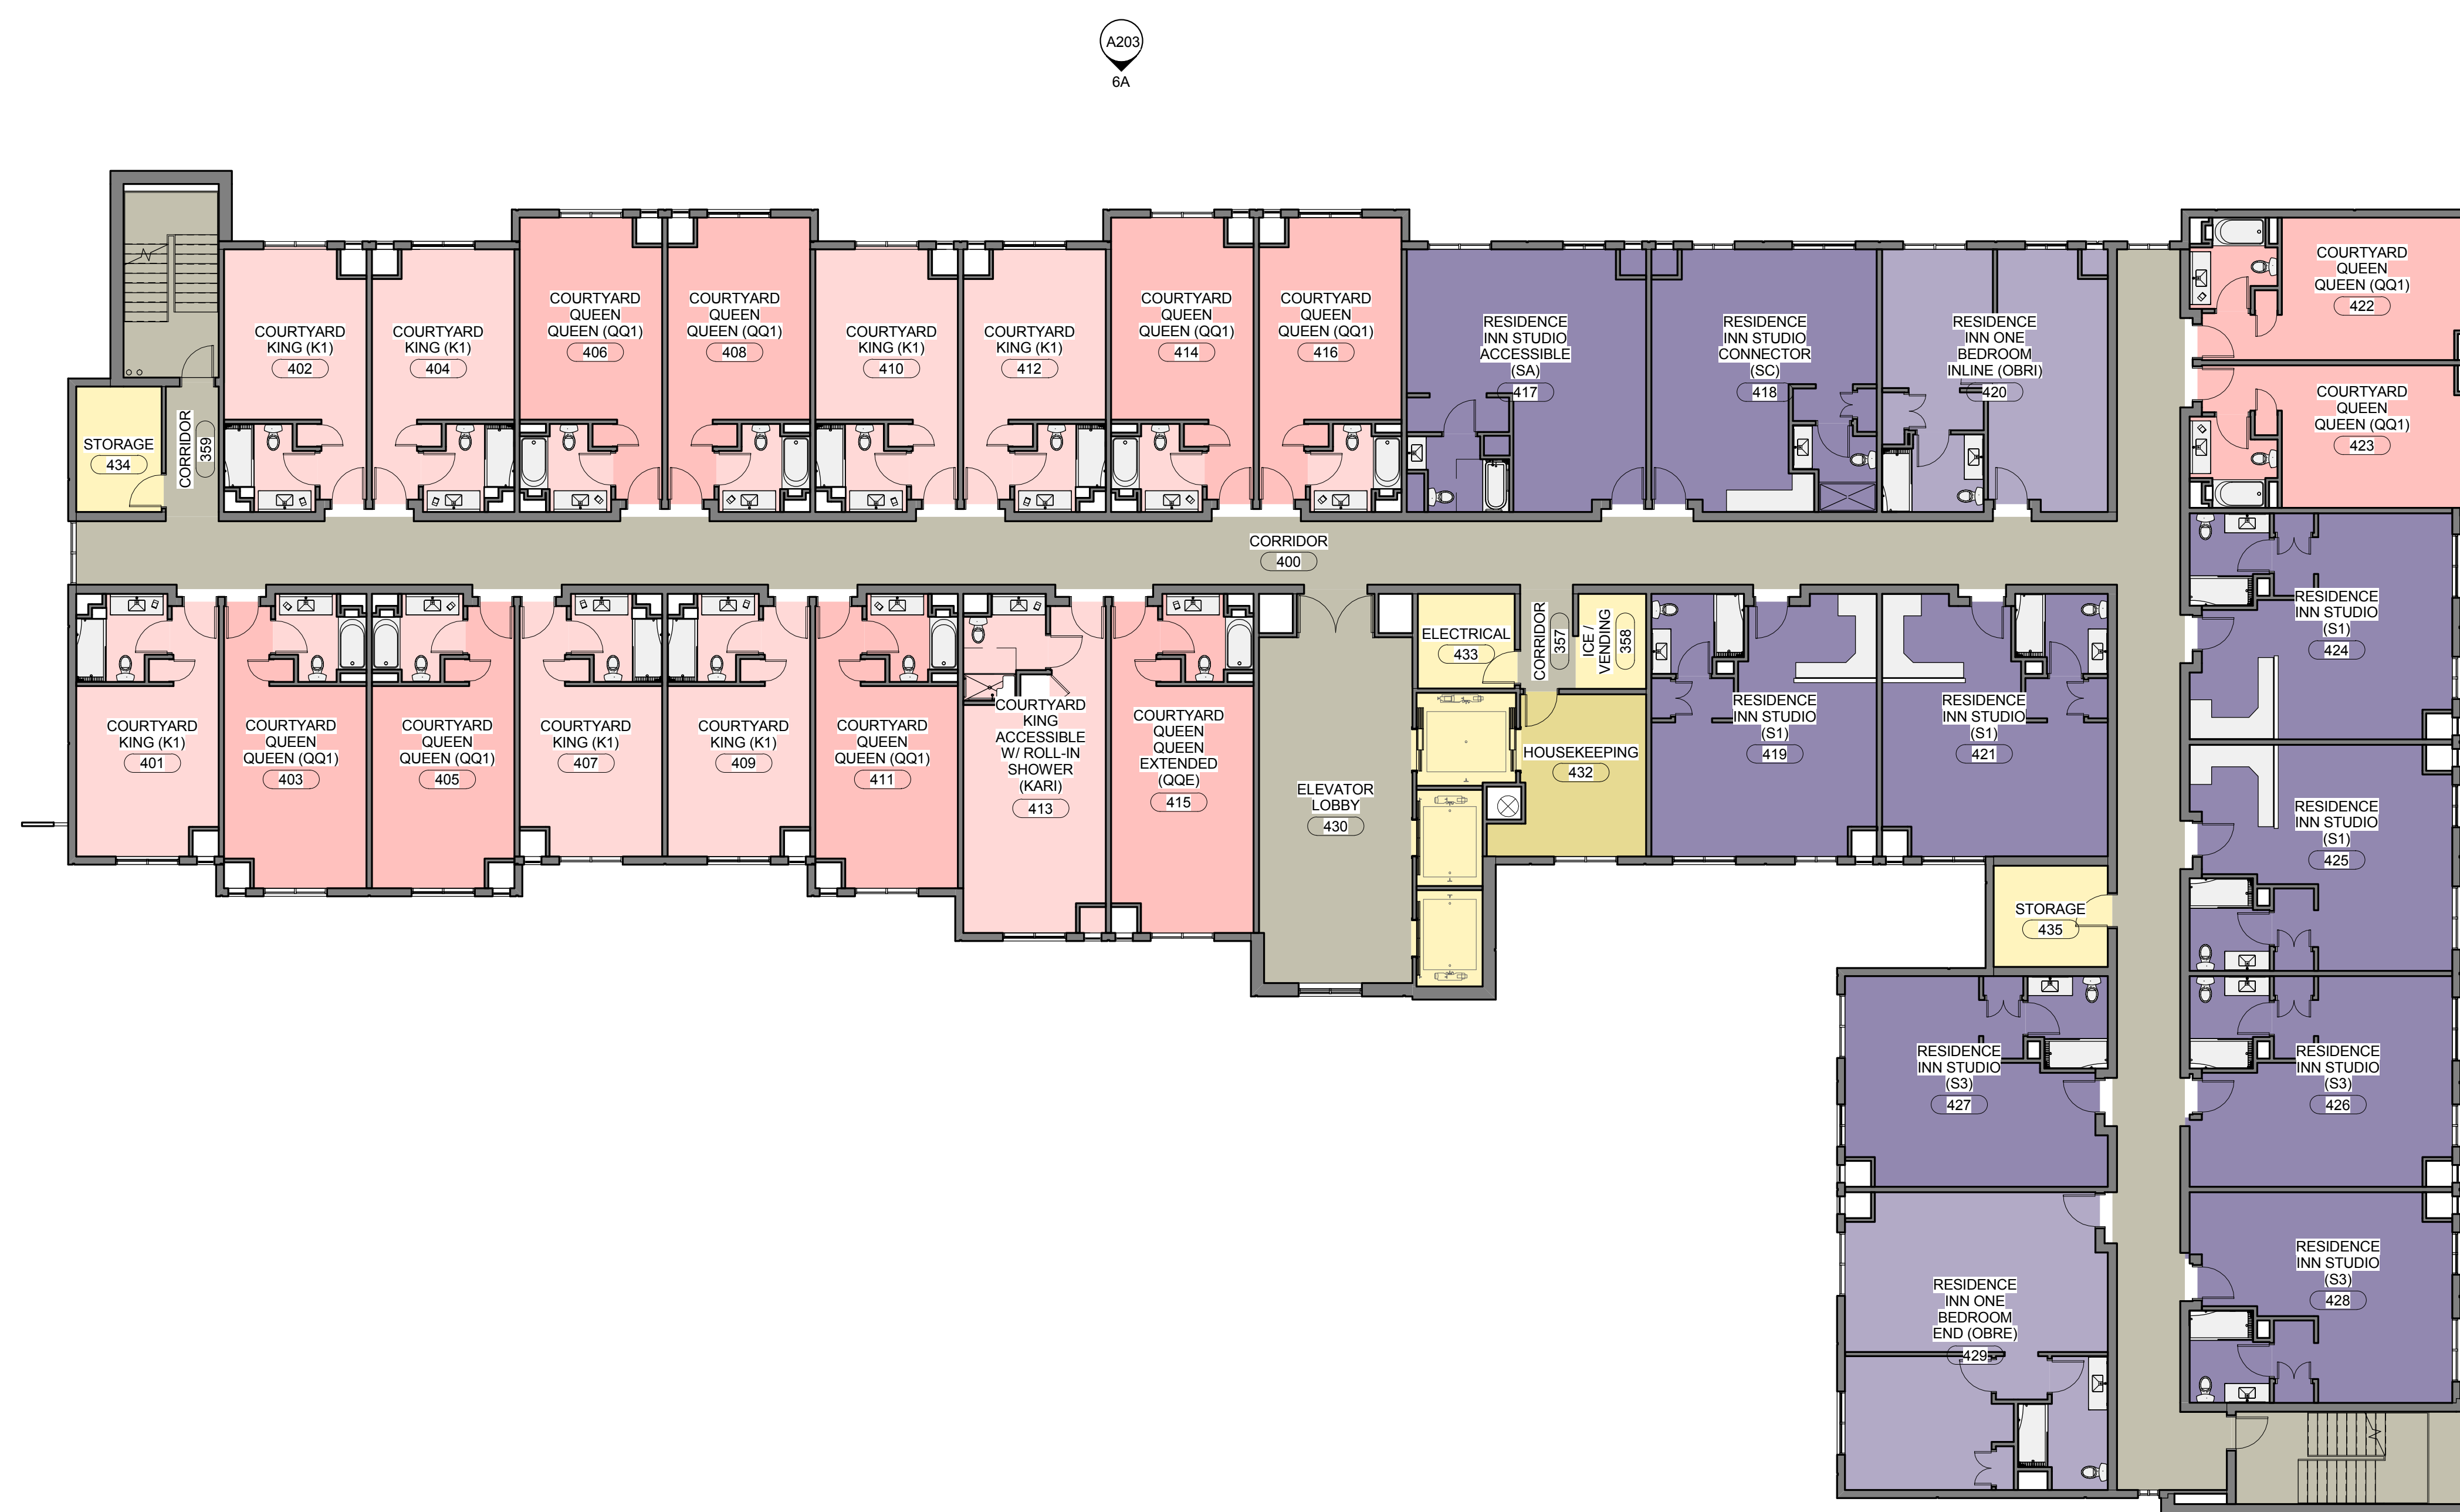 A203
6A
COURTYARD
KING (K1)
402
COURTYARD
KING (K1)
404
COURTYARD
QUEEN
QUEEN (QQ1)
406
COURTYARD
QUEEN
QUEEN (QQ1)
408
COURTYARD
KING (K1)
410
COURTYARD
KING (K1)
412
COURTYARD
QUEEN
QUEEN (QQ1)
414
COURTYARD
QUEEN
QUEEN (QQ1)
416
RESIDENCE
INN STUDIO
ACCESSIBLE
(SA)
417
RESIDENCE
INN STUDIO
CONNECTOR
(SC)
418
RESIDENCE
INN ONE
BEDROOM
INLINE (OBRI)
420
COURTYARD
QUEEN
QUEEN (QQ1)
422
COURTYARD
QUEEN
QUEEN (QQ1)
423
STORAGE
434
CORRIDOR
359
CORRIDOR
400
COURTYARD
KING (K1)
401
COURTYARD
QUEEN
QUEEN (QQ1)
403
COURTYARD
QUEEN
QUEEN (QQ1)
405
COURTYARD
KING (K1)
407
COURTYARD
KING (K1)
409
COURTYARD
QUEEN
QUEEN (QQ1)
411
COURTYARD
KING
ACCESSIBLE
W/ ROLL-IN
SHOWER
(KARI)
413
COURTYARD
QUEEN
QUEEN
EXTENDED
(QQE)
415
ELEVATOR
LOBBY
430
ELECTRICAL
433
CORRIDOR
357
ICE /
VENDING
358
HOUSEKEEPING
432
RESIDENCE
INN STUDIO
(S1)
419
RESIDENCE
INN STUDIO
(S1)
421
RESIDENCE
INN STUDIO
(S1)
424
RESIDENCE
INN STUDIO
(S1)
425
STORAGE
435
RESIDENCE
INN STUDIO
(S3)
427
RESIDENCE
INN STUDIO
(S3)
426
RESIDENCE
INN ONE
BEDROOM
END (OBRE)
429
RESIDENCE
INN STUDIO
(S3)
428